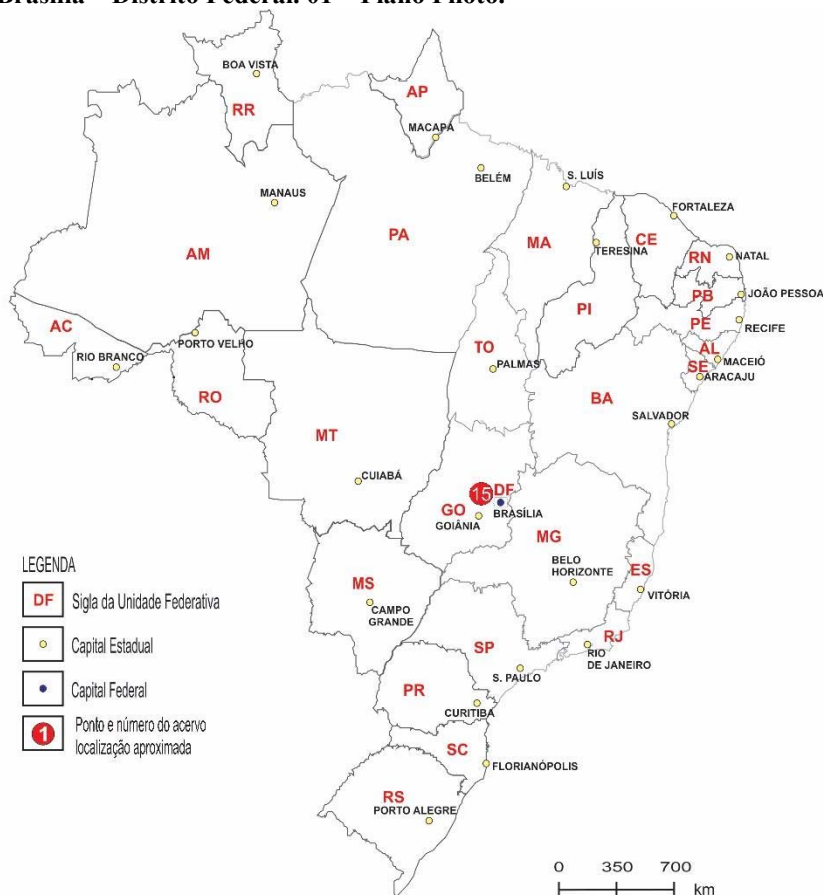 Brasília – Distrito Federal. 01 – Plano Piloto.
BOA VISTA
RR
AP
MACAPÁ
BELÉM
S. LUÍS
MANAUS
FORTALEZA
PA
MA
CE
TERESINA
RN
NATAL
AM
PB
JOÃO PESSOA
PI
PE
RECIFE
AC
PORTO VELHO
RIO BRANCO
TO
PALMAS
AL
MACEIÓ
SE
ARACAJU
RO
BA
SALVADOR
MT
CUIABÁ
15
DF
GO
BRASÍLIA
GOIÂNIA
MG
BELO
HORIZONTE
ES
VITÓRIA
MS
CAMPO
GRANDE
SP
RJ
RIO
DE JANEIRO
S. PAULO
PR
CURITIBA
SC
FLORIANÓPOLIS
RS
PORTO ALEGRE
LEGENDA
DF Sigla da Unidade Federativa
Capital Estadual
Capital Federal
1 Ponto e número do acervo
localização aproximada
0 350 700
km